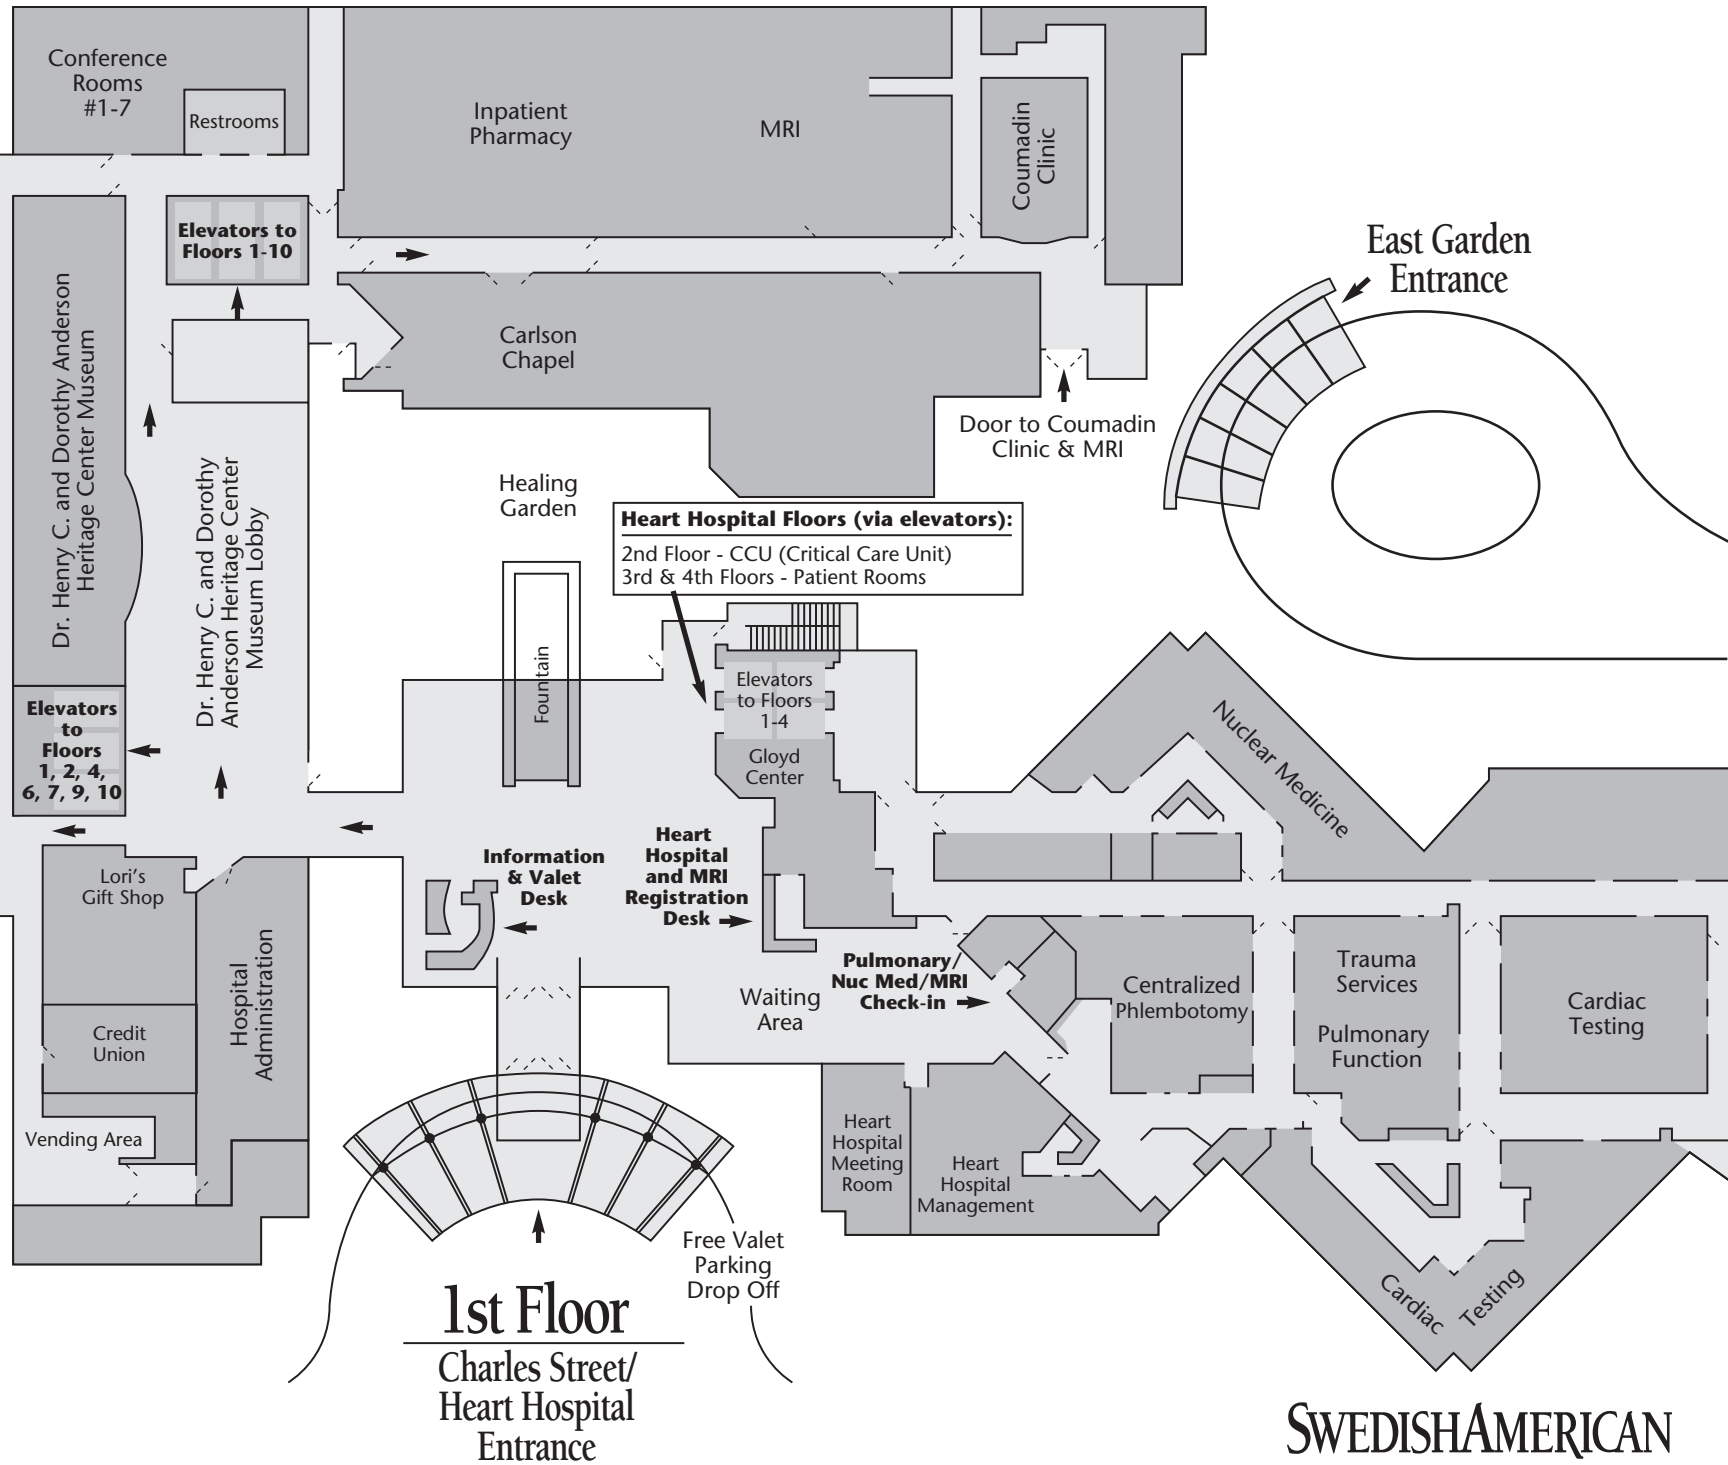 Conference
Rooms
#1-7
Restrooms
Inpatient
Pharmacy
MRI
Coumadin
Clinic
Elevators to
Floors 1-10
East Garden
Entrance
Dr. Henry C. and Dorothy Anderson
Heritage Center Museum
Carlson
Chapel
Door to Coumadin
Clinic & MRI
Dr. Henry C. and Dorothy
Anderson Heritage Center
Museum Lobby
Healing
Garden
Heart Hospital Floors (via elevators):
2nd Floor - CCU (Critical Care Unit)
3rd & 4th Floors - Patient Rooms
Fountain
Elevators
to Floors
1-4
Gloyd
Center
Elevators
to
Floors
1, 2, 4,
6, 7, 9, 10
Nuclear Medicine
Lori's
Gift Shop
Information
& Valet
Desk
Heart
Hospital
and MRI
Registration
Desk
Hospital
Administration
Pulmonary/
Nuc Med/MRI
Check-in
Waiting
Area
Centralized
Phlembotomy
Trauma
Services
Pulmonary
Function
Cardiac
Testing
Credit
Union
Vending Area
Heart
Hospital
Meeting
Room
Heart
Hospital
Management
Free Valet
Parking
Drop Off
Cardiac
Testing
1st Floor
Charles Street/
Heart Hospital
Entrance
SWEDISHAMERICAN